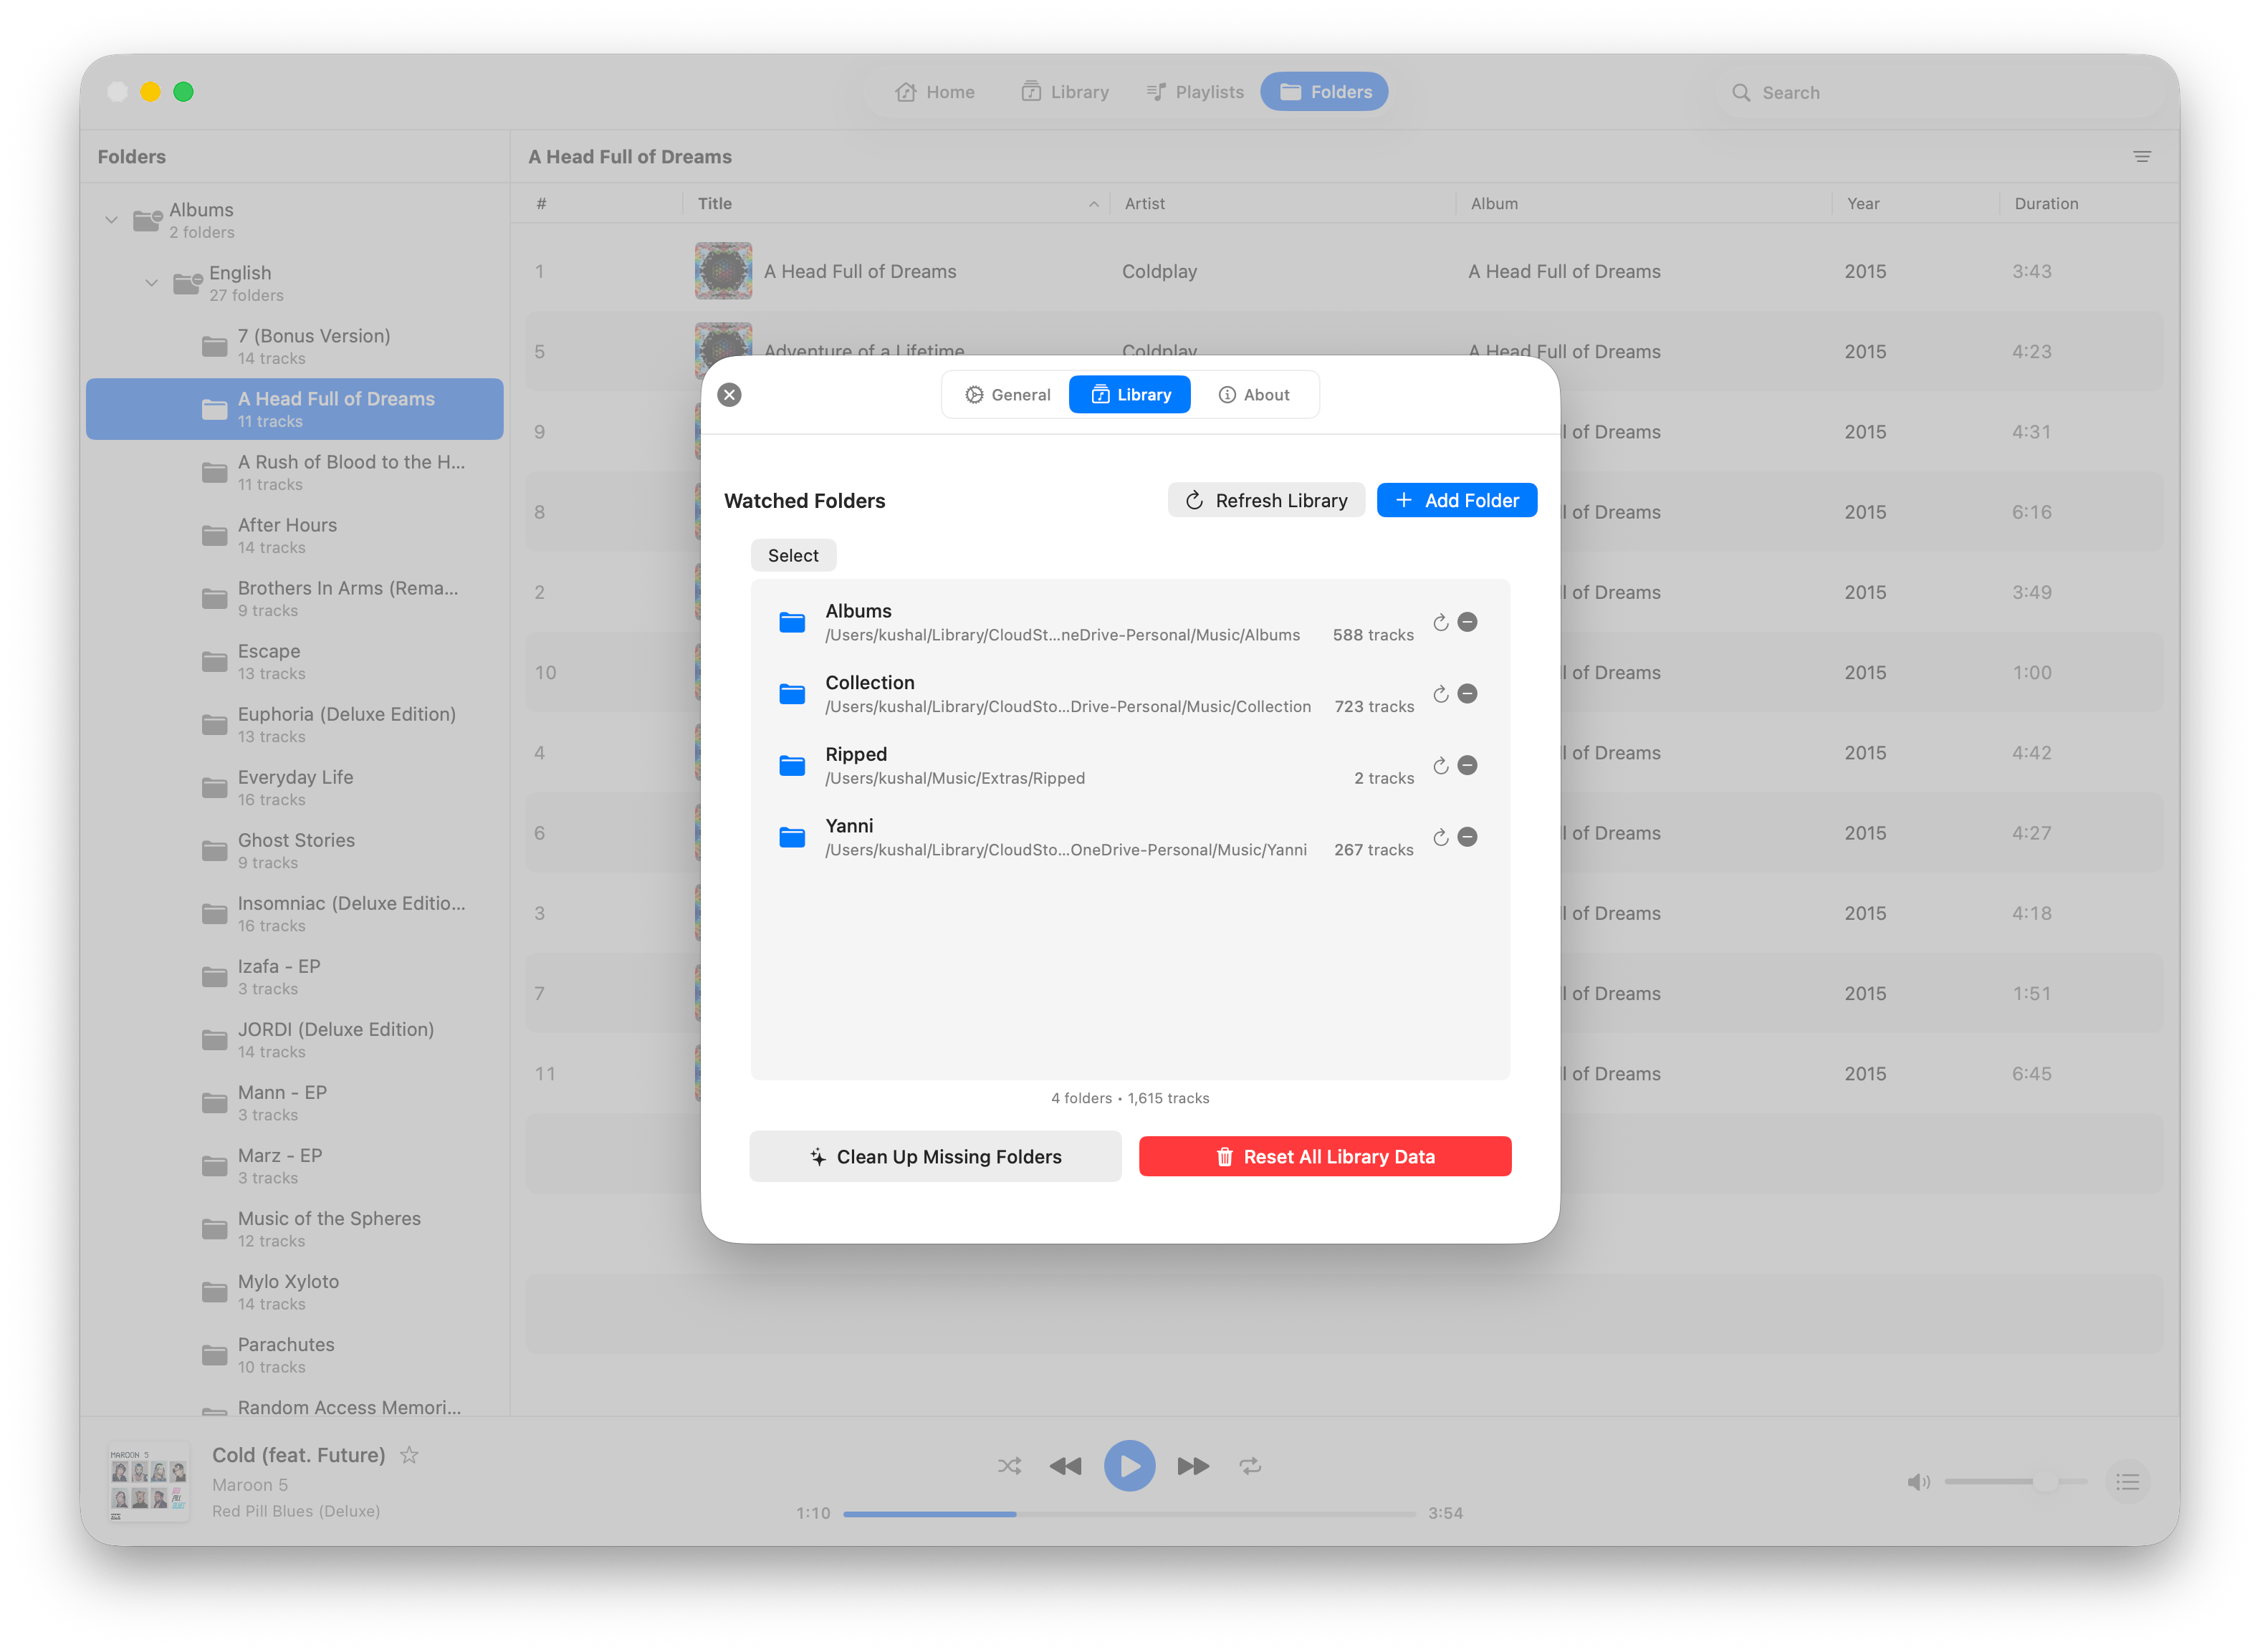 Home
Library
Playlists
Folders
Search
Folders
Albums
2 folders
English
27 folders
7 (Bonus Version)
14 tracks
A Head Full of Dreams
11 tracks
A Rush of Blood to the H...
11 tracks
After Hours
14 tracks
Brothers In Arms (Rema...
9 tracks
Escape
13 tracks
Euphoria (Deluxe Edition)
13 tracks
Everyday Life
16 tracks
Ghost Stories
9 tracks
Insomniac (Deluxe Editio...
16 tracks
Izafa - EP
3 tracks
JORDI (Deluxe Edition)
14 tracks
Mann - EP
3 tracks
Marz - EP
3 tracks
Music of the Spheres
12 tracks
Mylo Xyloto
14 tracks
Parachutes
10 tracks
Random Access Memori...
A Head Full of Dreams
# Title Artist Album Year Duration
1 A Head Full of Dreams Coldplay A Head Full of Dreams 2015 3:43
5 Adventure of a Lifetime Coldplay A Head Full of Dreams 2015 4:23
9 l of Dreams 2015 4:31
8 l of Dreams 2015 6:16
2 l of Dreams 2015 3:49
10 l of Dreams 2015 1:00
4 l of Dreams 2015 4:42
6 l of Dreams 2015 4:27
3 l of Dreams 2015 4:18
7 l of Dreams 2015 1:51
11 l of Dreams 2015 6:45
General
Library
About
Watched Folders
Refresh Library
Add Folder
Select
Albums
/Users/kushal/Library/CloudSt...neDrive-Personal/Music/Albums 588 tracks
Collection
/Users/kushal/Library/CloudSto...Drive-Personal/Music/Collection 723 tracks
Ripped
/Users/kushal/Music/Extras/Ripped 2 tracks
Yanni
/Users/kushal/Library/CloudSto...OneDrive-Personal/Music/Yanni 267 tracks
4 folders • 1,615 tracks
Clean Up Missing Folders
Reset All Library Data
MAROON 5
RED
PILL
BLUES
Cold (feat. Future)
Maroon 5
Red Pill Blues (Deluxe)
1:10
3:54